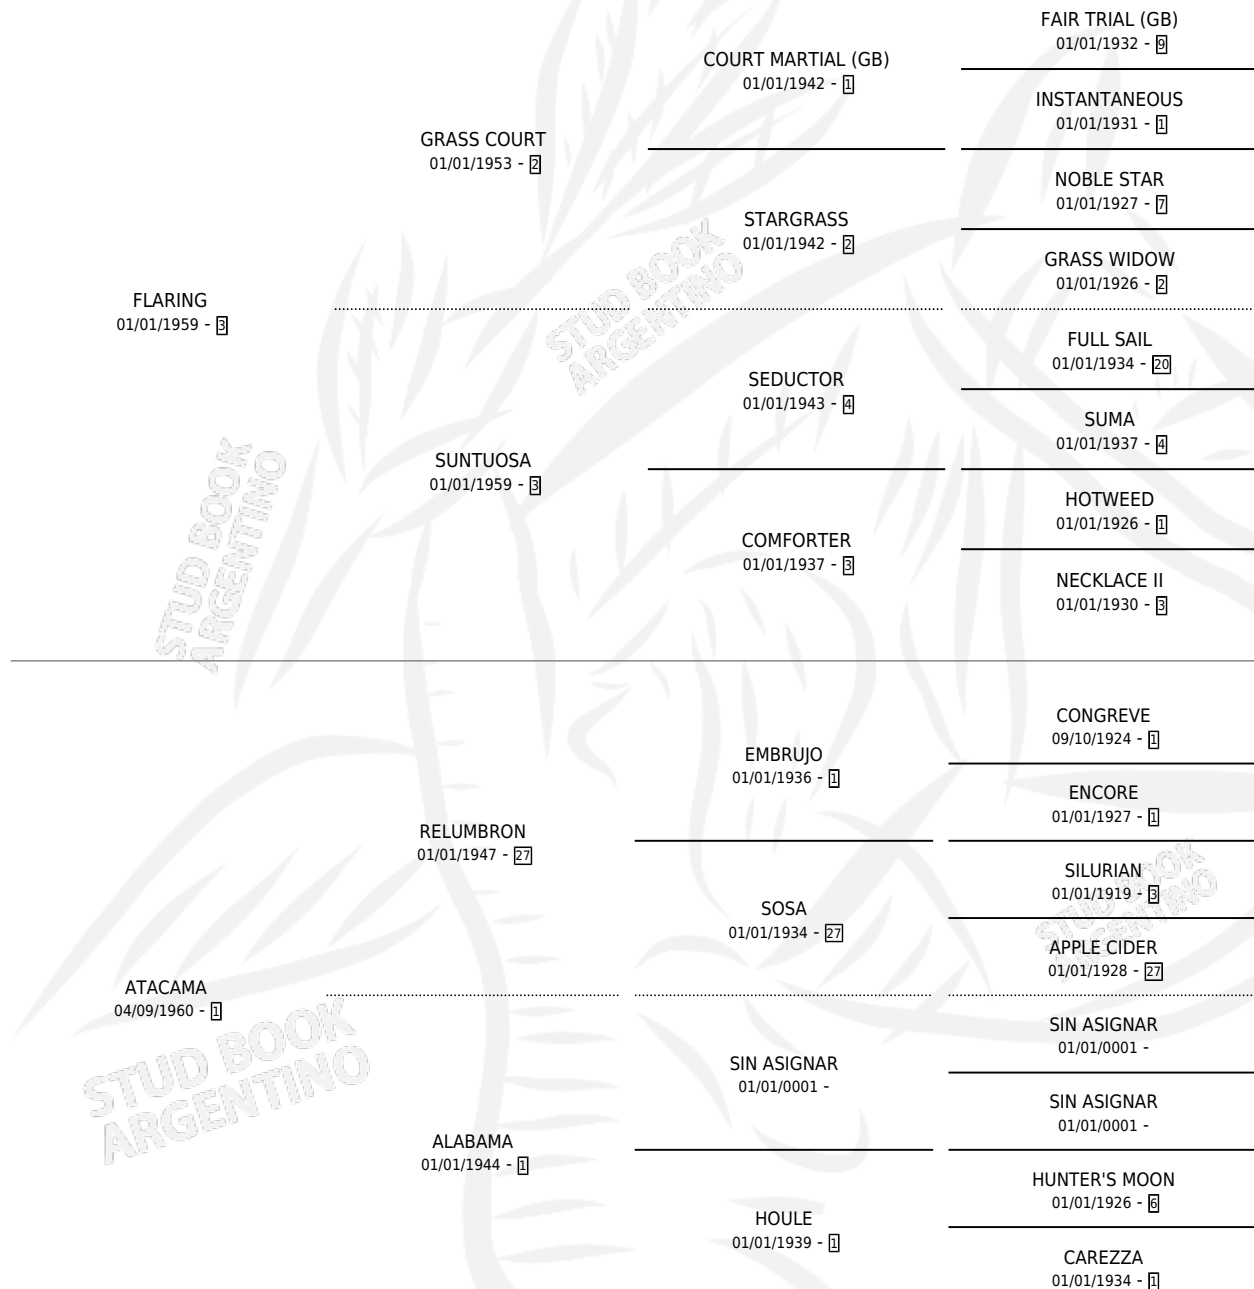 FAIR TRIAL (GB)
01/01/1932 - 9
COURT MARTIAL (GB)
01/01/1942 - 1
INSTANTANEOUS
01/01/1931 - 1
GRASS COURT
01/01/1953 - 2
NOBLE STAR
01/01/1927 - 7
STARGRASS
01/01/1942 - 2
GRASS WIDOW
01/01/1926 - 2
FLARING
01/01/1959 - 3
STUD BOOK
ARGENTINO
FULL SAIL
01/01/1934 - 20
SEDUCTOR
01/01/1943 - 4
SUMA
01/01/1937 - 4
SUNTUOSA
01/01/1959 - 3
HOTWEED
01/01/1926 - 1
COMFORTER
01/01/1937 - 3
NECKLACE II
01/01/1930 - 3
STUD BOOK
ARGENTINO
CONGREVE
09/10/1924 - 1
EMBRUJO
01/01/1936 - 1
ENCORE
01/01/1927 - 1
RELUMBRON
01/01/1947 - 27
SILURIAN
01/01/1919 - 3
SOSA
01/01/1934 - 27
STUD BOOK
ARGENTINO
APPLE CIDER
01/01/1928 - 27
ATACAMA
04/09/1960 - 1
STUD BOOK
ARGENTINO
SIN ASIGNAR
01/01/0001 -
SIN ASIGNAR
01/01/0001 -
SIN ASIGNAR
01/01/0001 -
ALABAMA
01/01/1944 - 1
HUNTER'S MOON
01/01/1926 - 6
HOULE
01/01/1939 - 1
CAREZZA
01/01/1934 - 1